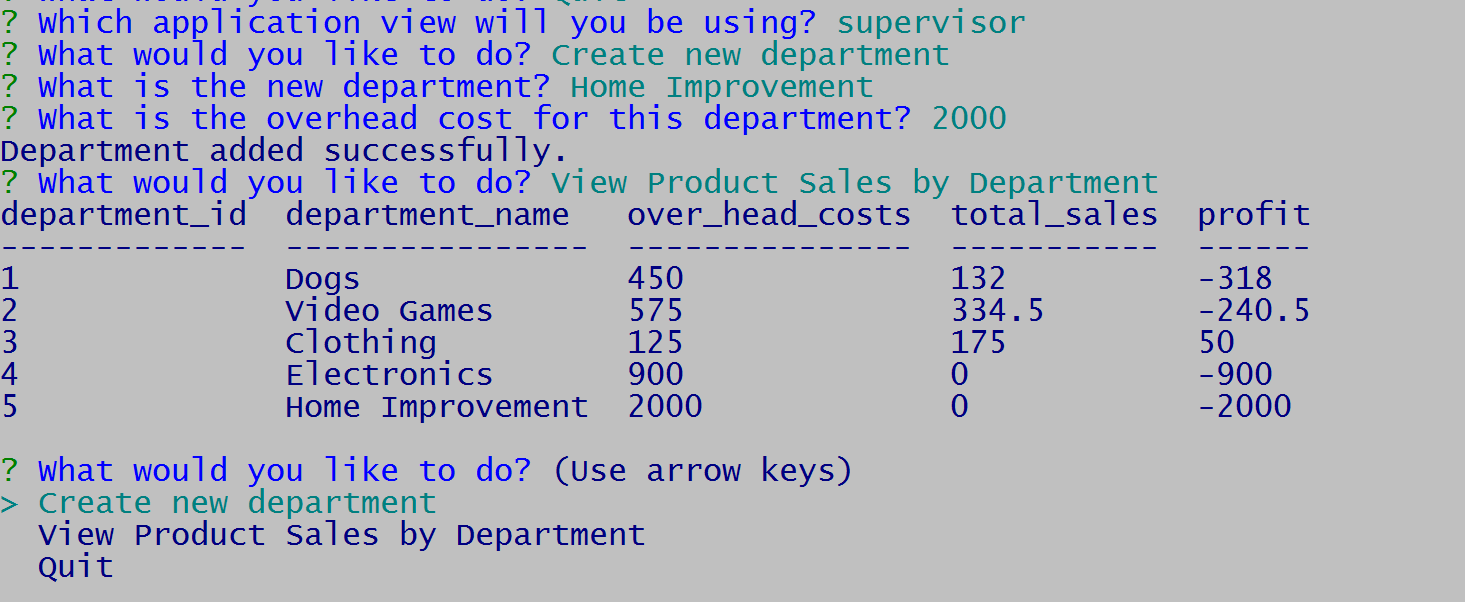 ? Which application view will you be using? supervisor
? What would you like to do? Create new department
? What is the new department? Home Improvement
? What is the overhead cost for this department? 2000
Department added successfully.
? What would you like to do? View Product Sales by Department
department_id  department_name   over_head_costs  total_sales  profit
-------------  ----------------  ---------------  -----------  ------
1              Dogs              450              132          -318
2              Video Games       575              334.5        -240.5
3              Clothing          125              175          50
4              Electronics       900              0            -900
5              Home Improvement  2000             0            -2000
? What would you like to do? (Use arrow keys)
> Create new department
View Product Sales by Department
Quit